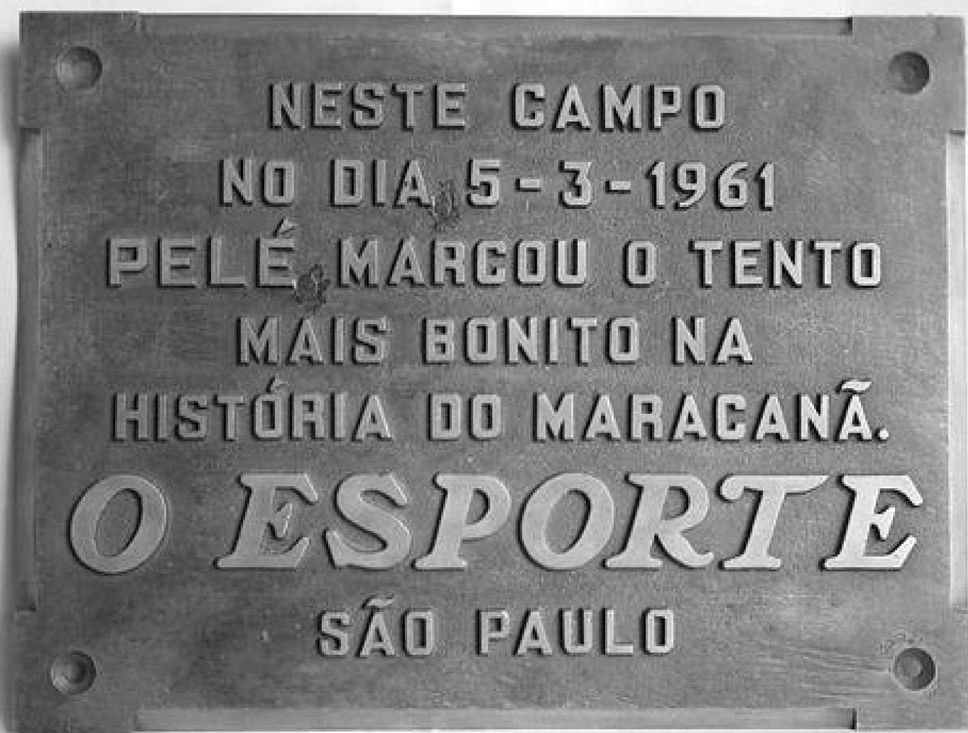 NESTE CAMPO
NO DIA 5-3-1961
PELÉ MARCOU O TENTO
MAIS BONITO NA
HISTÓRIA DO MARACANÃ.
O ESPORTE
SÃO PAULO